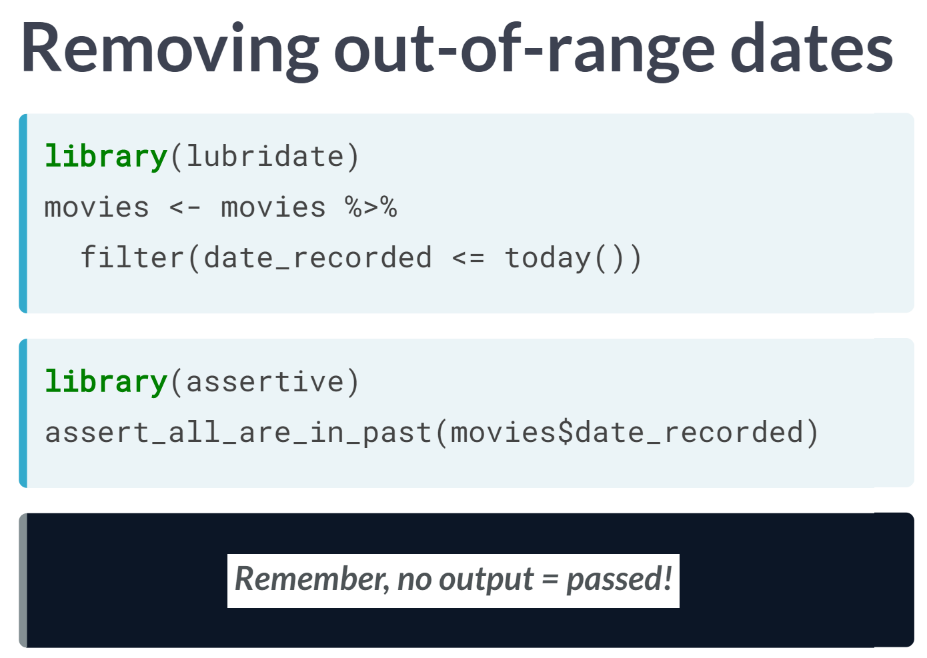 Removing out-of-range dates
library(lubridate)
movies <- movies %>%
  filter(date_recorded <= today())
library(assertive)
assert_all_are_in_past(movies$date_recorded)
Remember, no output = passed!